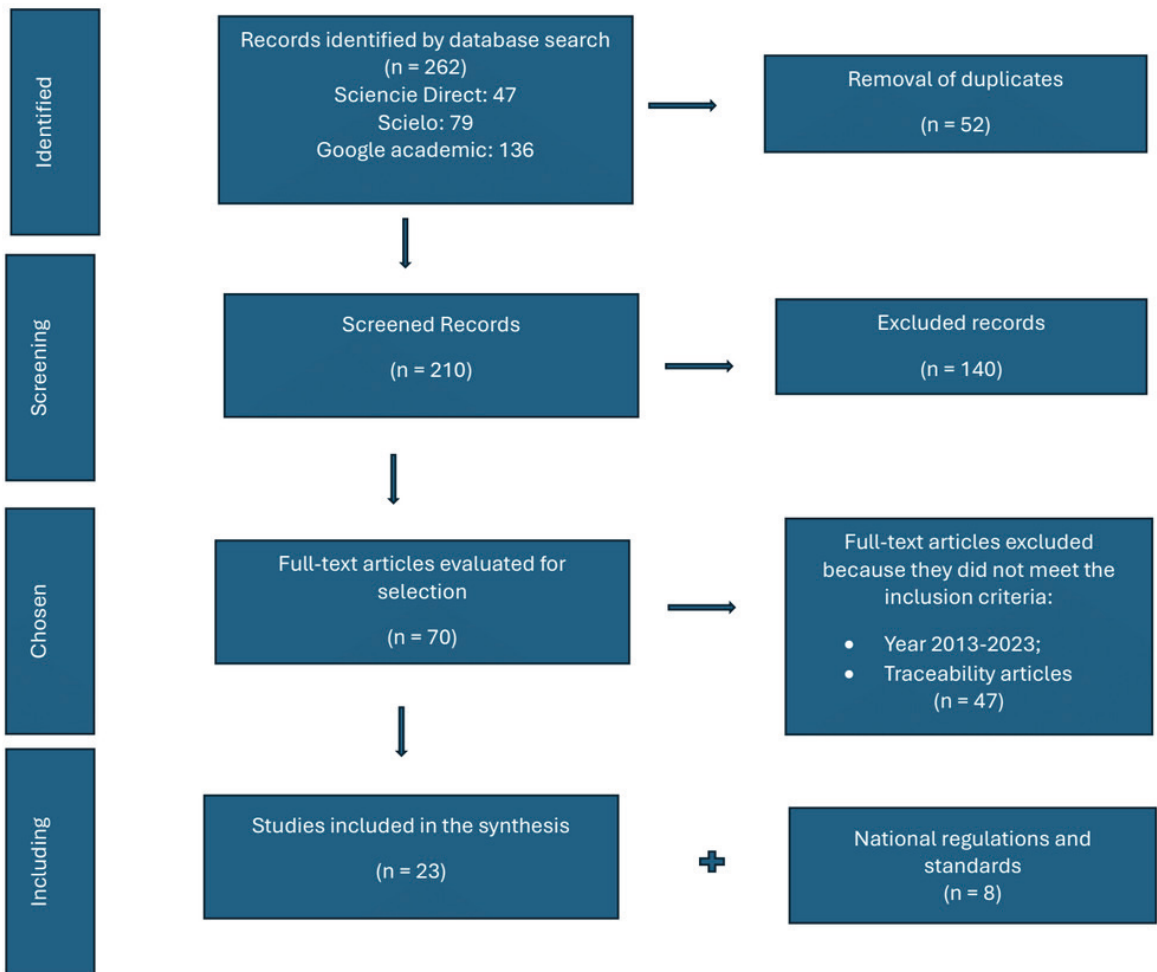 Identified
Records identified by database search
(n = 262)
Sciencie Direct: 47
Scielo: 79
Google academic: 136
Removal of duplicates
(n = 52)
Screening
Screened Records
(n = 210)
Excluded records
(n = 140)
Chosen
Full-text articles evaluated for
selection
(n = 70)
Full-text articles excluded
because they did not meet the
inclusion criteria:
• Year 2013-2023;
• Traceability articles
(n = 47)
Including
Studies included in the synthesis
(n = 23)
National regulations and
standards
(n = 8)